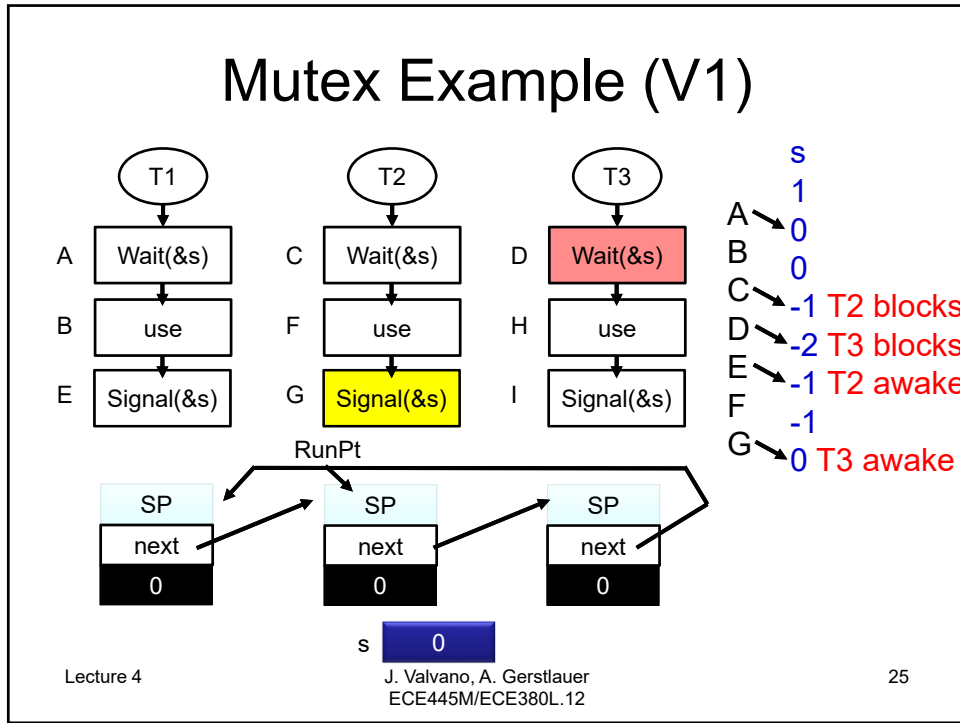 Mutex Example (V1)
T1 T2 T3
A Wait(&s) C Wait(&s) D Wait(&s)
B use F use H use
E Signal(&s) G Signal(&s) I Signal(&s)
s
1
A 0
B 0
C -1 T2 blocks
D -2 T3 blocks
E -1 T2 awake
F -1
G 0 T3 awake
RunPt
SP SP SP
next next next
0 0 0
s 0
Lecture 4 J. Valvano, A. Gerstlauer 25
ECE445M/ECE380L.12